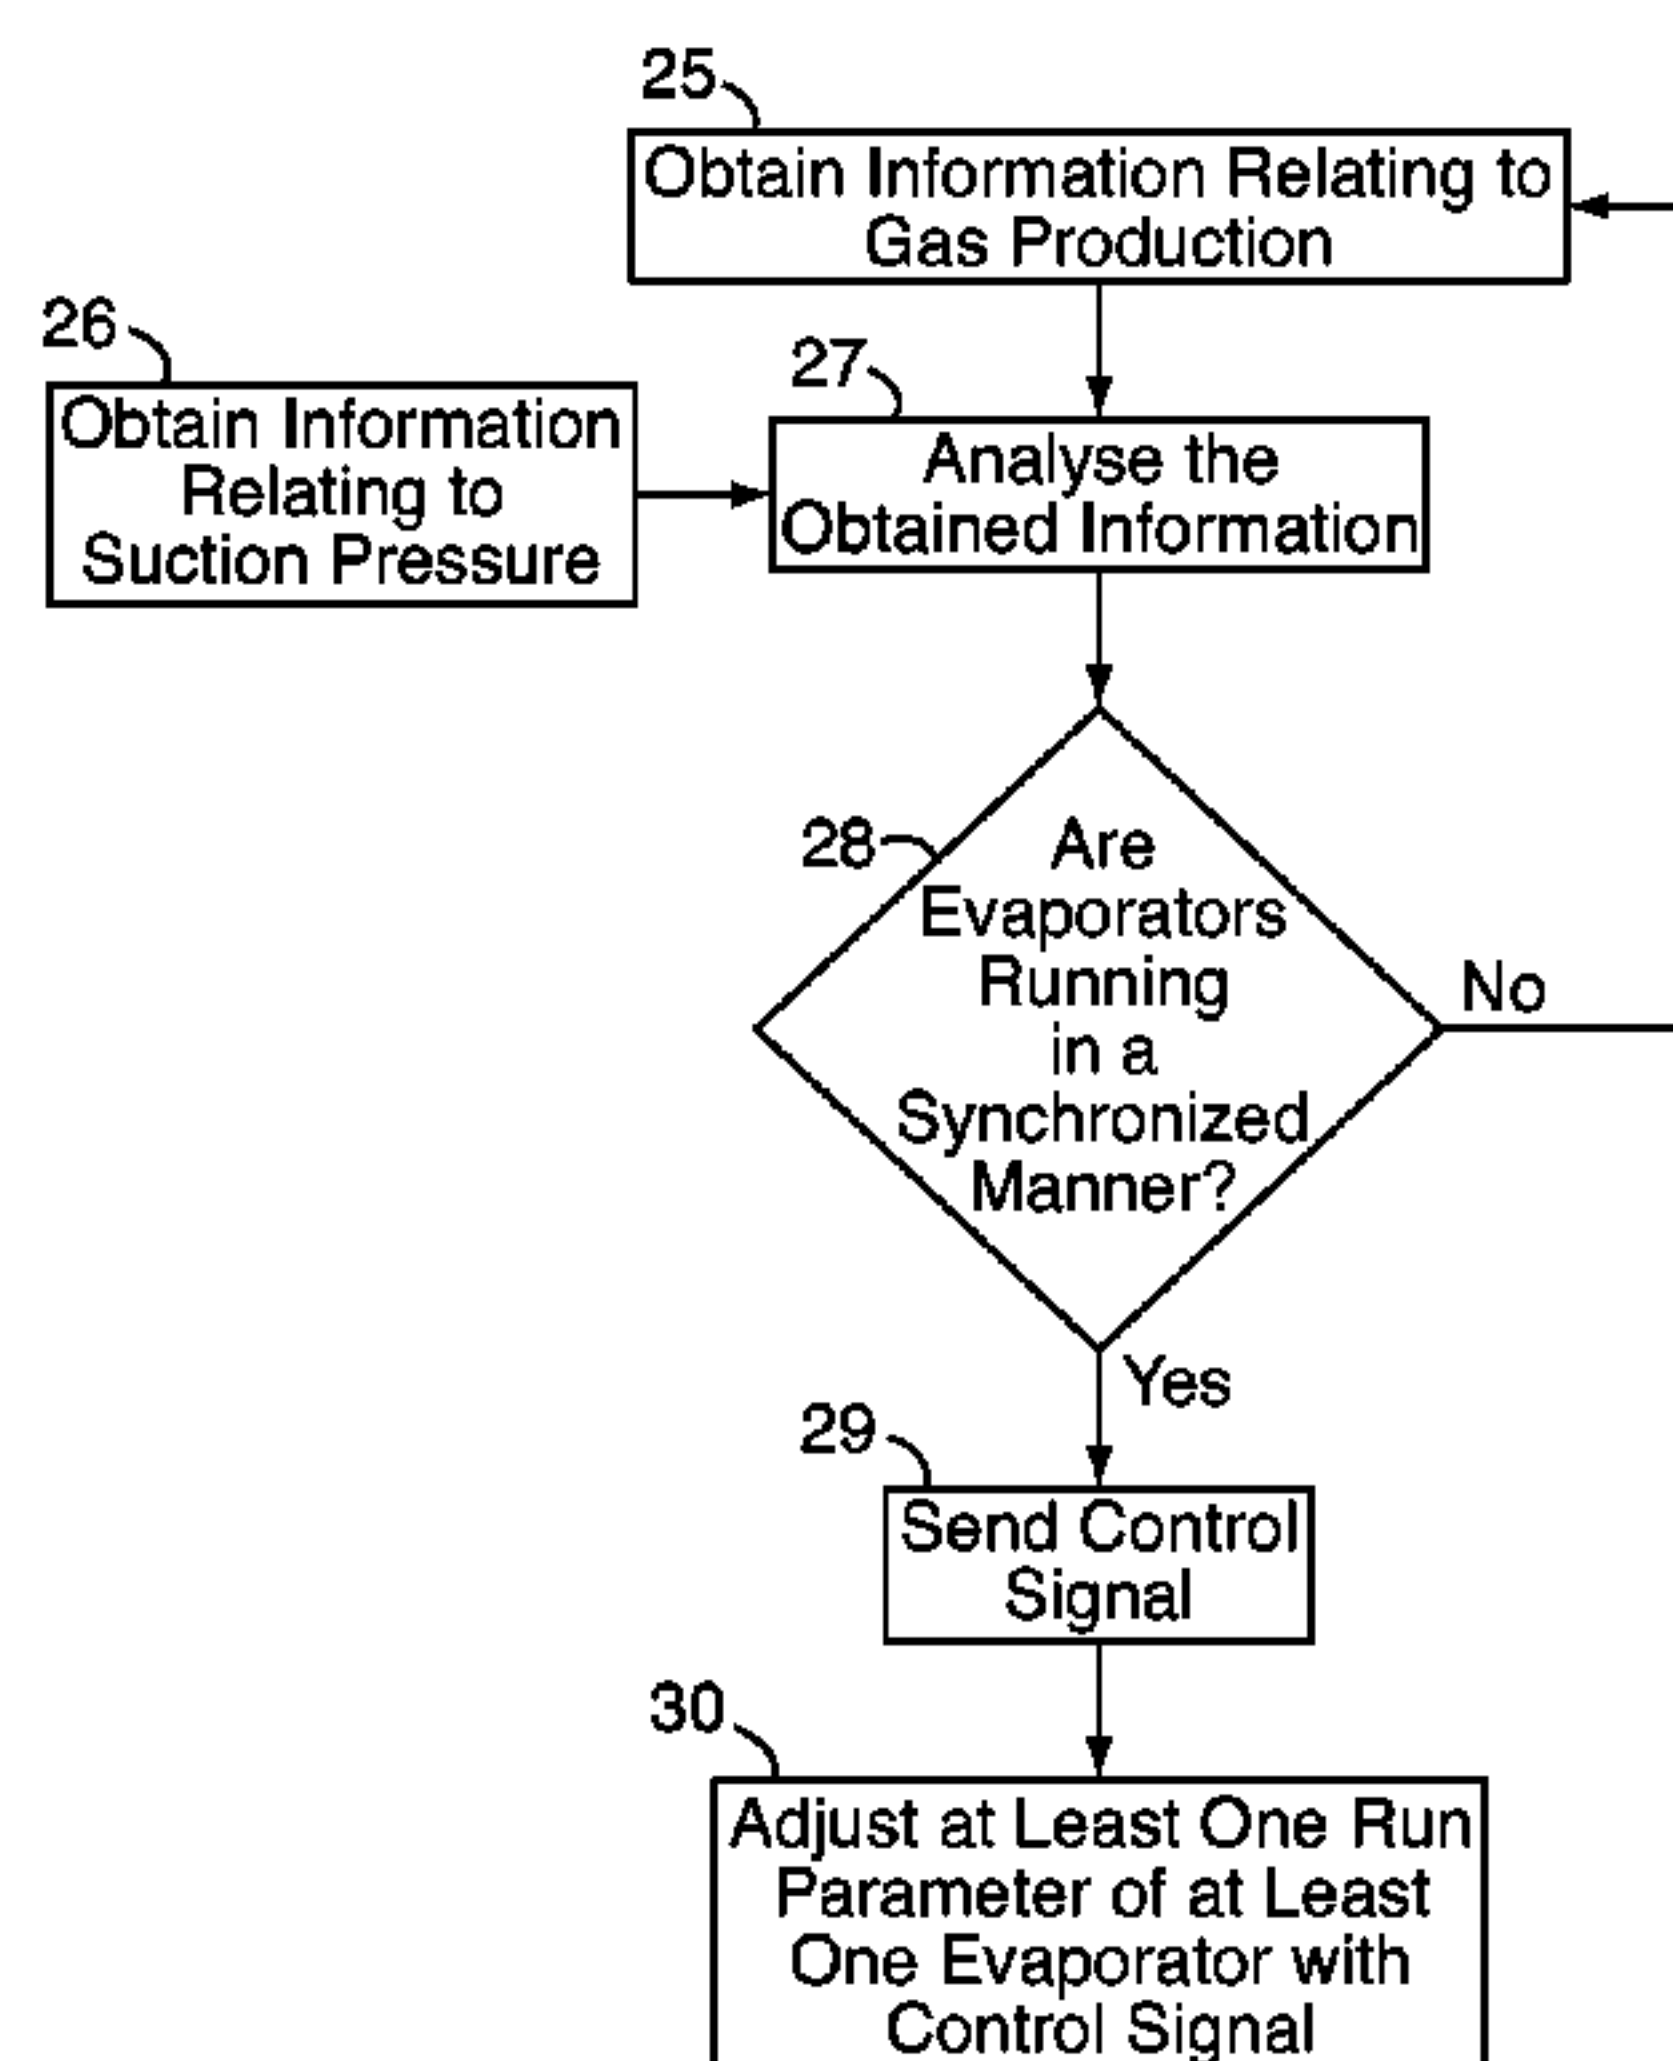 25
Obtain Information Relating to
Gas Production
26
Obtain Information
Relating to
Suction Pressure
27
Analyse the
Obtained Information
28
Are
Evaporators
Running
in a
Synchronized
Manner?
No
Yes
29
Send Control
Signal
30
Adjust at Least One Run
Parameter of at Least
One Evaporator with
Control Signal